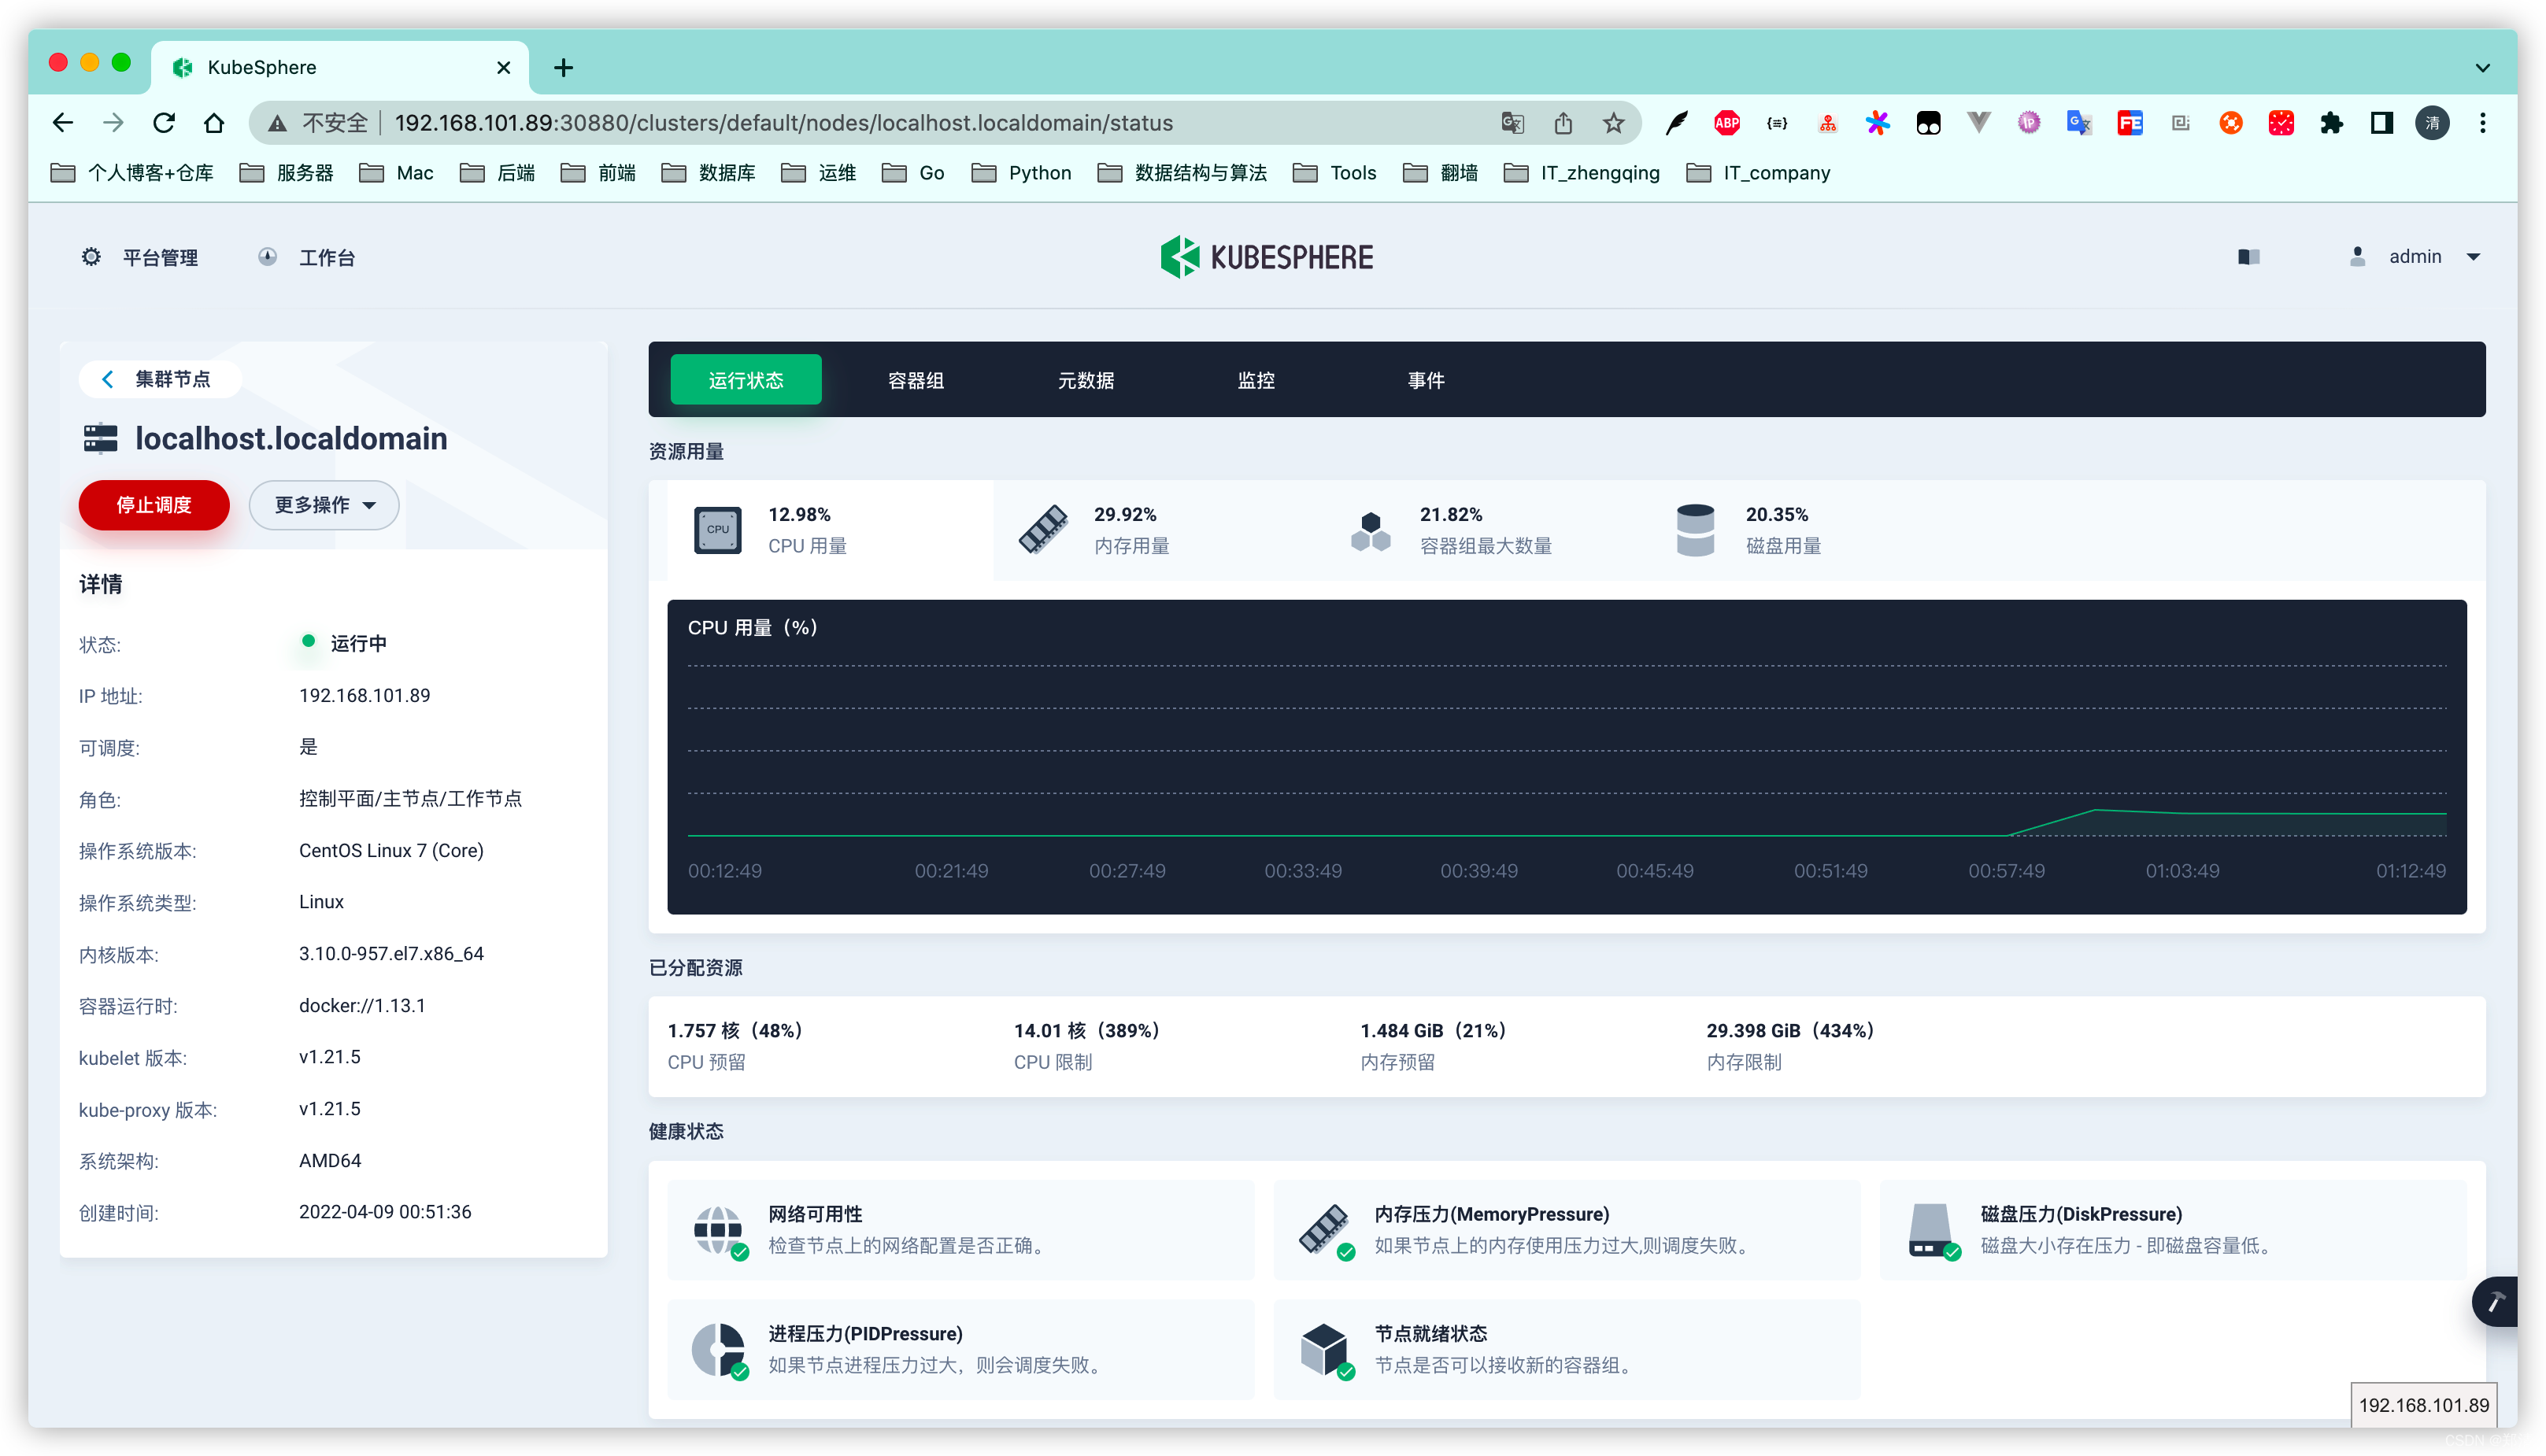 KubeSphere
不安全 192.168.101.89:30880/clusters/default/nodes/localhost.localdomain/status
ABP
FE
清
个人博客+仓库 服务器 Mac 后端 前端 数据库 运维 Go Python 数据结构与算法 Tools 翻墙 IT_zhengqing IT_company
平台管理 工作台 KUBESPHERE admin
集群节点
localhost.localdomain
停止调度 更多操作
详情
状态: 运行中
IP 地址: 192.168.101.89
可调度: 是
角色: 控制平面/主节点/工作节点
操作系统版本: CentOS Linux 7 (Core)
操作系统类型: Linux
内核版本: 3.10.0-957.el7.x86_64
容器运行时: docker://1.13.1
kubelet 版本: v1.21.5
kube-proxy 版本: v1.21.5
系统架构: AMD64
创建时间: 2022-04-09 00:51:36
运行状态 容器组 元数据 监控 事件
资源用量
CPU
12.98%
CPU 用量
29.92%
内存用量
21.82%
容器组最大数量
20.35%
磁盘用量
CPU 用量（%）
00:12:49 00:21:49 00:27:49 00:33:49 00:39:49 00:45:49 00:51:49 00:57:49 01:03:49 01:12:49
已分配资源
1.757 核（48%）
CPU 预留
14.01 核（389%）
CPU 限制
1.484 GiB（21%）
内存预留
29.398 GiB（434%）
内存限制
健康状态
网络可用性
检查节点上的网络配置是否正确。
内存压力(MemoryPressure)
如果节点上的内存使用压力过大,则调度失败。
磁盘压力(DiskPressure)
磁盘大小存在压力 - 即磁盘容量低。
进程压力(PIDPressure)
如果节点进程压力过大，则会调度失败。
节点就绪状态
节点是否可以接收新的容器组。
192.168.101.89